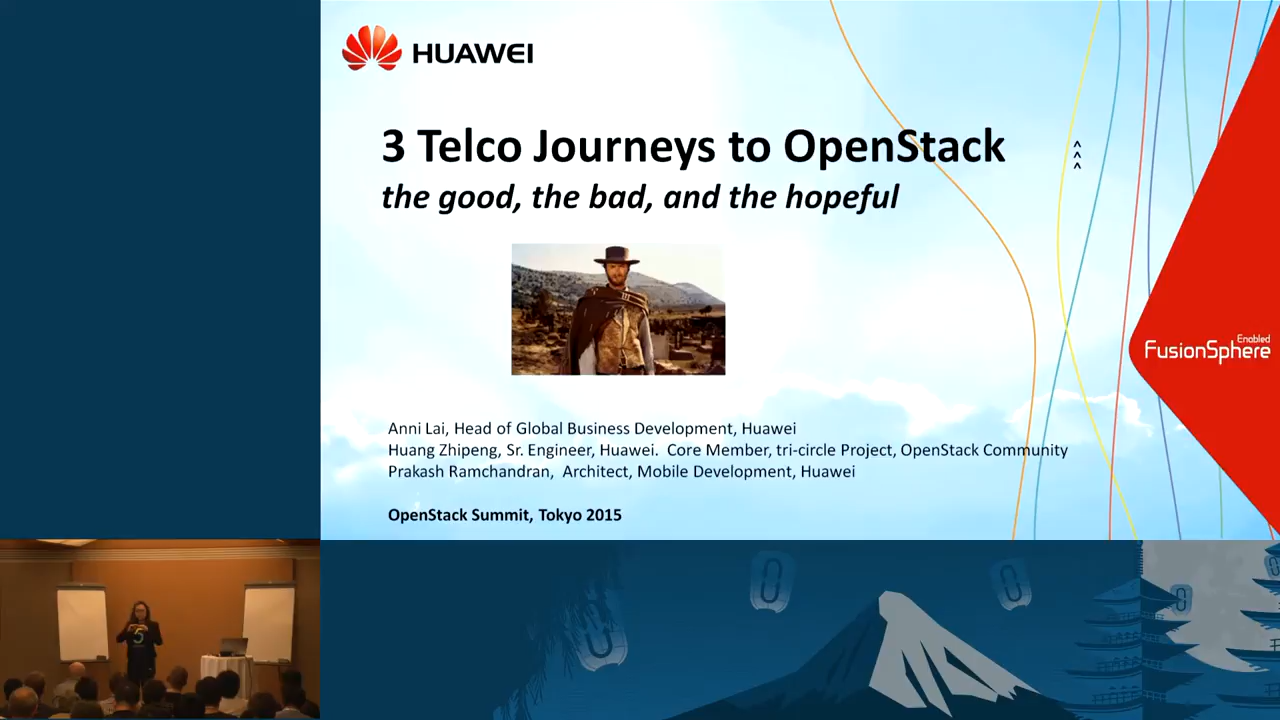 HUAWEI
3 Telco Journeys to OpenStack
the good, the bad, and the hopeful
Enabled
FusionSphere
Anni Lai, Head of Global Business Development, Huawei
Huang Zhipeng, Sr. Engineer, Huawei. Core Member, tri-circle Project, OpenStack Community
Prakash Ramchandran, Architect, Mobile Development, Huawei
OpenStack Summit, Tokyo 2015
5